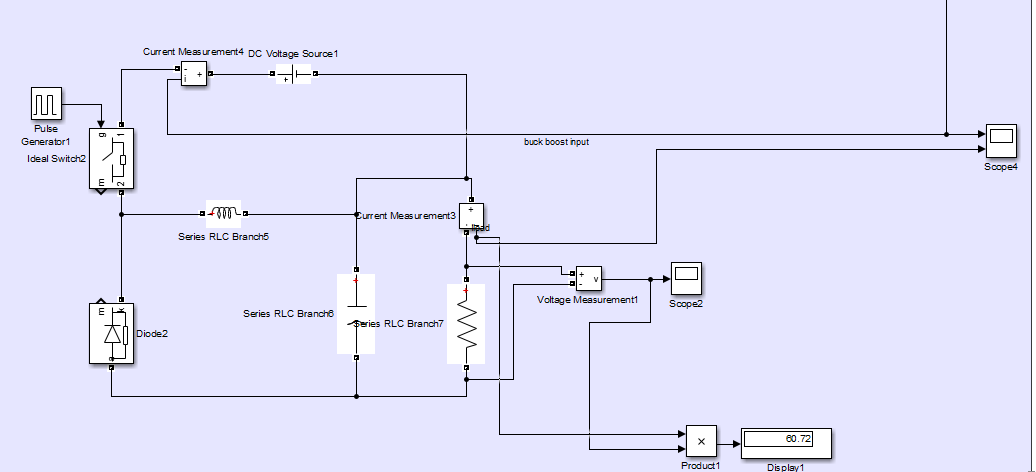 Current Measurement4
DC Voltage Source1
- i +
+
Pulse
Generator1
g 1
Ideal Switch2
m 2
buck boost input
Scope4
Current Measurement3
+
Series RLC Branch5
+
-
v
Voltage Measurement1
Scope2
Series RLC Branch6
+
Series RLC Branch7
+
m k
Diode2
a
×
Product1
60.72
Display1